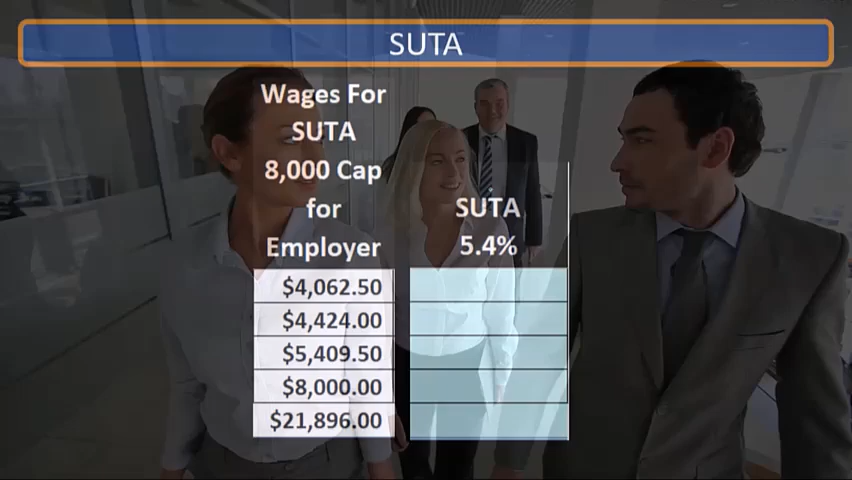 SUTA
Wages For
SUTA
8,000 Cap
for
Employer
SUTA
5.4%
$4,062.50
$4,424.00
$5,409.50
$8,000.00
$21,896.00